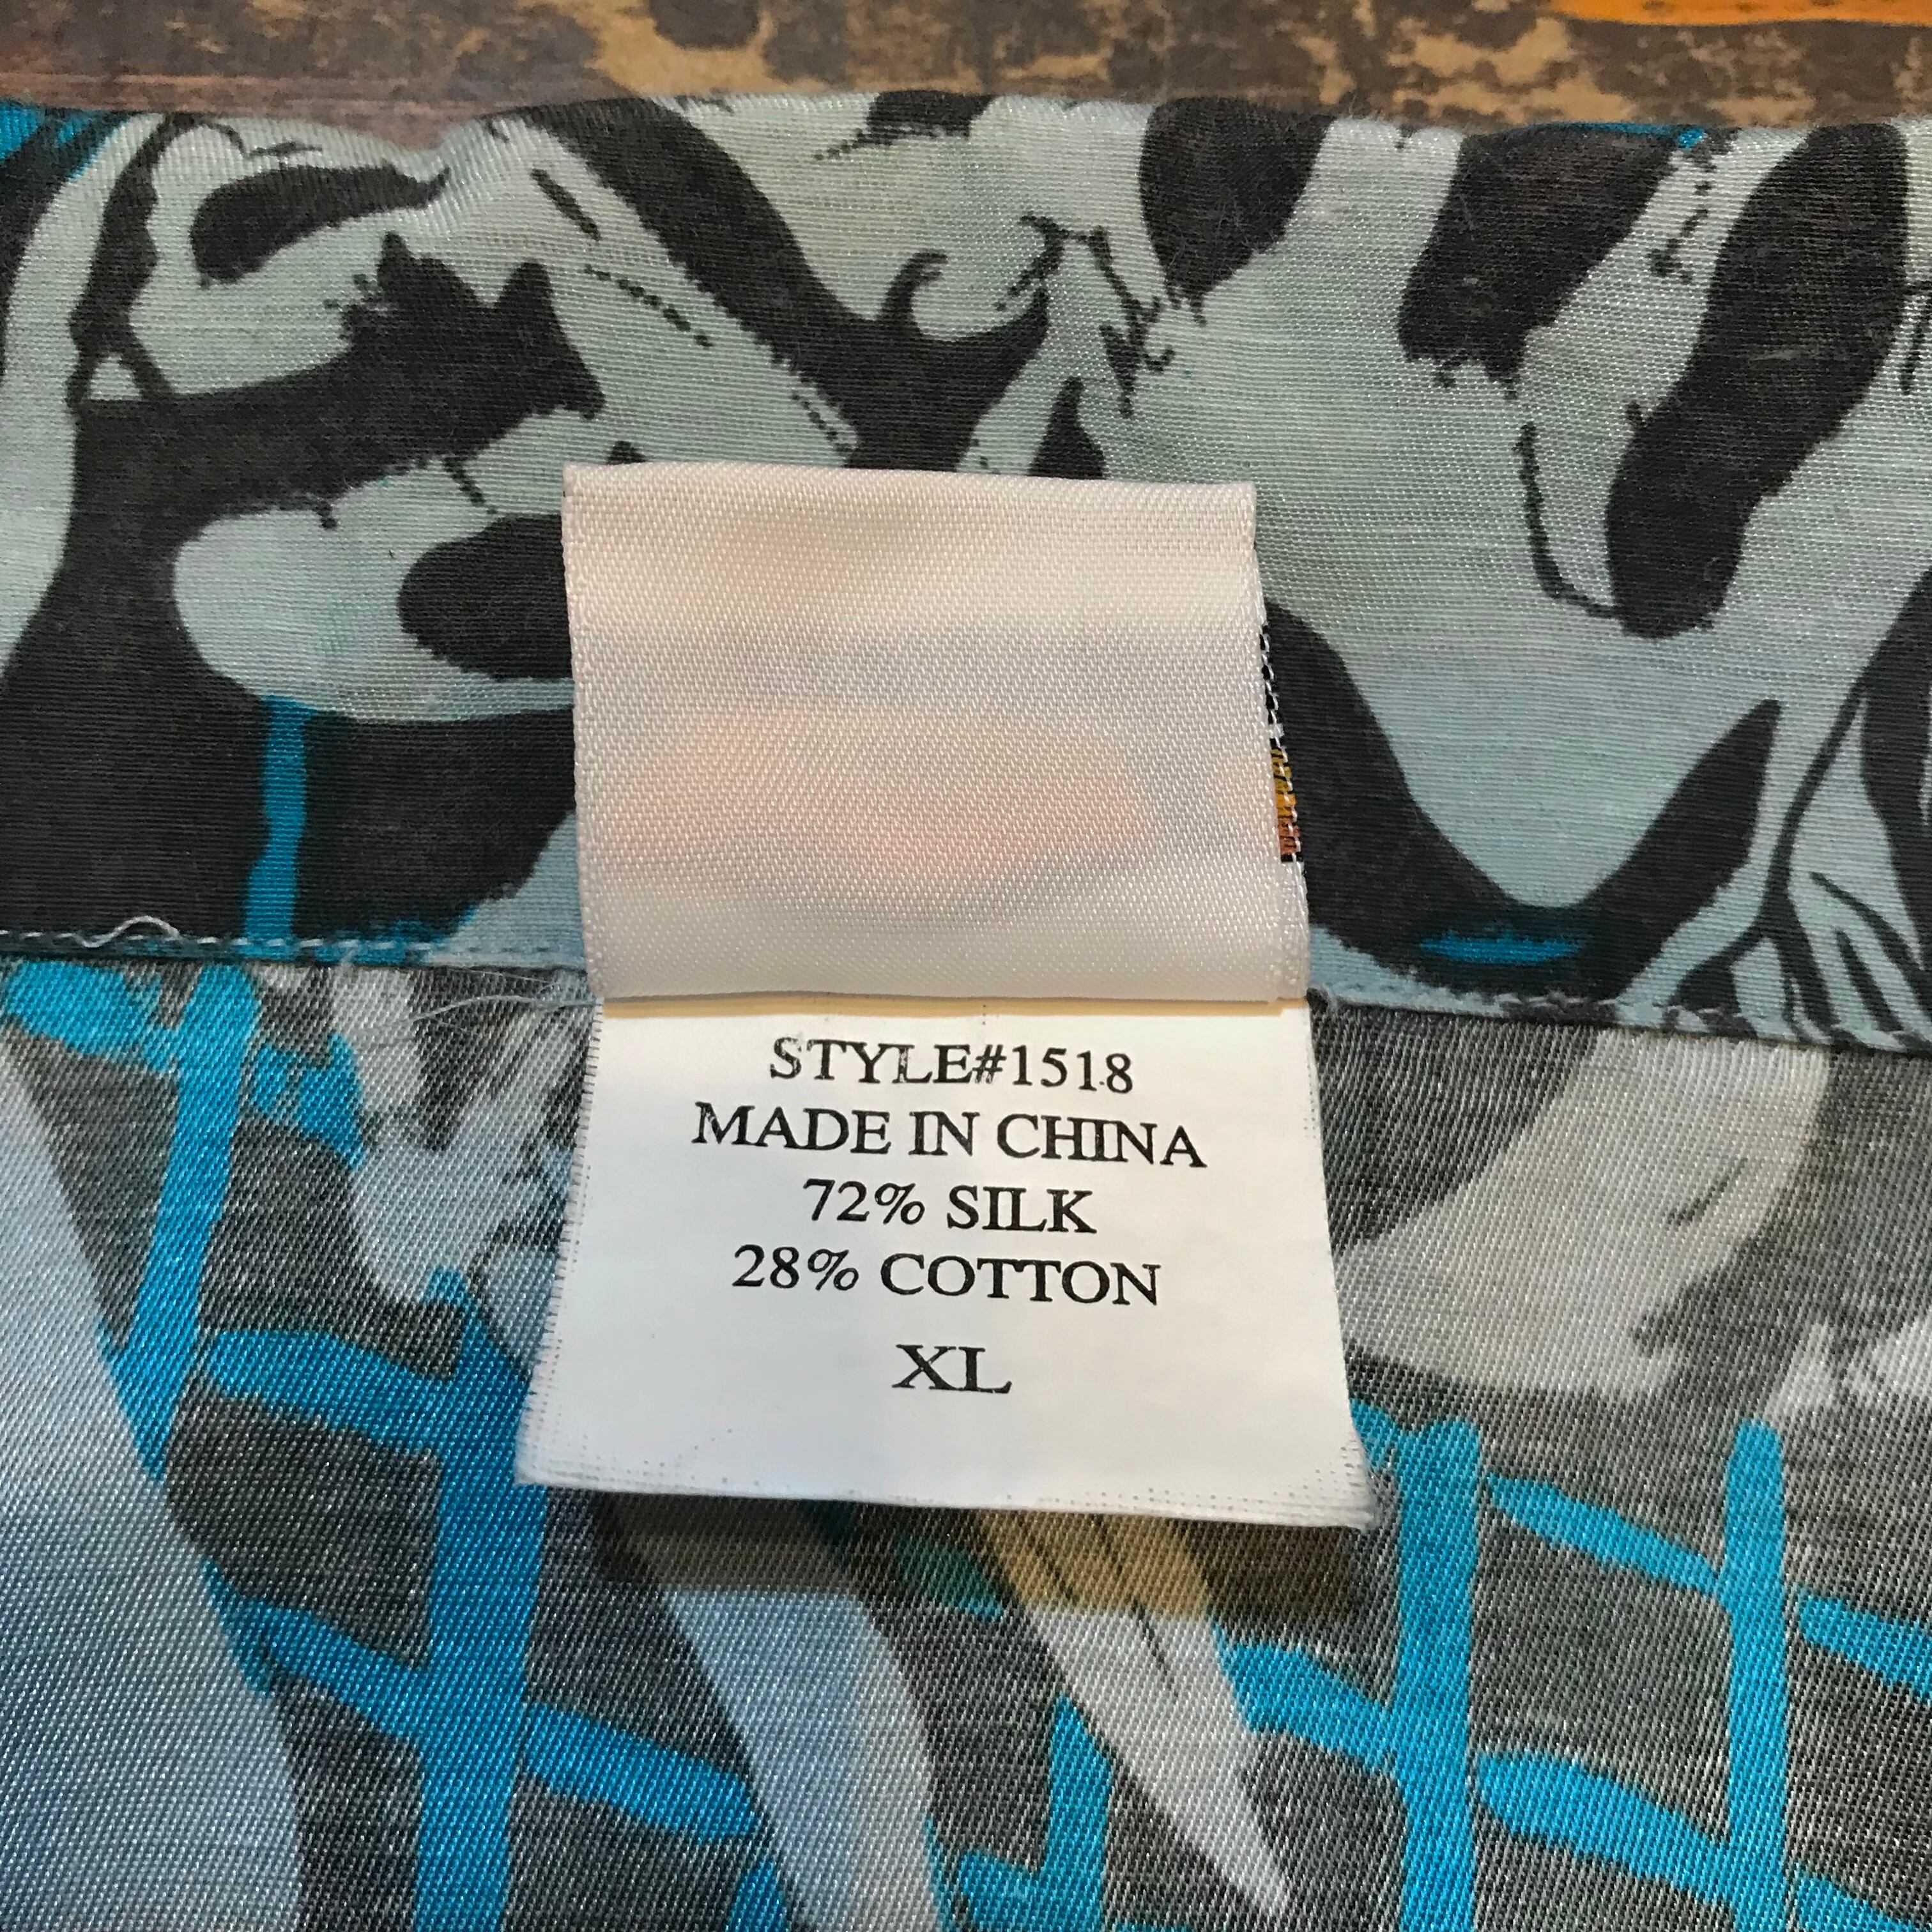 STYLE#1518
MADE IN CHINA
72% SILK
28% COTTON
XL